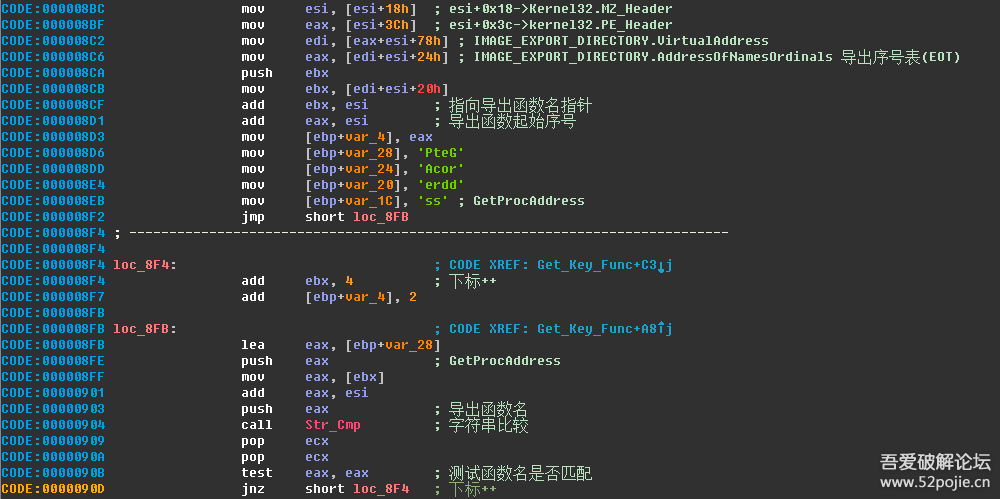 CODE:000008BC mov esi, [esi+18h] ; esi+0x18->Kernel32.MZ_Header
CODE:000008BF mov eax, [esi+3Ch] ; esi+0x3c->Kernel32.PE_Header
CODE:000008C2 mov edi, [eax+esi+78h] ; IMAGE_EXPORT_DIRECTORY.VirtualAddress
CODE:000008C6 mov eax, [edi+esi+24h] ; IMAGE_EXPORT_DIRECTORY.AddressOfNamesOrdinals 导出序号表(EOT)
CODE:000008CA push ebx
CODE:000008CB mov ebx, [edi+esi+20h]
CODE:000008CF add ebx, esi ; 指向导出函数名指针
CODE:000008D1 add eax, esi ; 导出函数起始序号
CODE:000008D3 mov [ebp+var_4], eax
CODE:000008D6 mov [ebp+var_28], 'PteG'
CODE:000008DD mov [ebp+var_24], 'Acor'
CODE:000008E4 mov [ebp+var_20], 'erdd'
CODE:000008EB mov [ebp+var_1C], 'ss' ; GetProcAddress
CODE:000008F2 jmp short loc_8FB
CODE:000008F4 ; ---------------------------------------------------------------------------
CODE:000008F4
CODE:000008F4 loc_8F4: ; CODE XREF: Get_Key_Func+C3↓j
CODE:000008F4 add ebx, 4 ; 下标++
CODE:000008F7 add [ebp+var_4], 2
CODE:000008FB
CODE:000008FB loc_8FB: ; CODE XREF: Get_Key_Func+A8↑j
CODE:000008FB lea eax, [ebp+var_28]
CODE:000008FE push eax ; GetProcAddress
CODE:000008FF mov eax, [ebx]
CODE:00000901 add eax, esi
CODE:00000903 push eax ; 导出函数名
CODE:00000904 call Str_Cmp ; 字符串比较
CODE:00000909 pop ecx
CODE:0000090A pop ecx
CODE:0000090B test eax, eax ; 测试函数名是否匹配
CODE:0000090D jnz short loc_8F4 ; 下标++
吾爱破解论坛
www.52pojie.cn